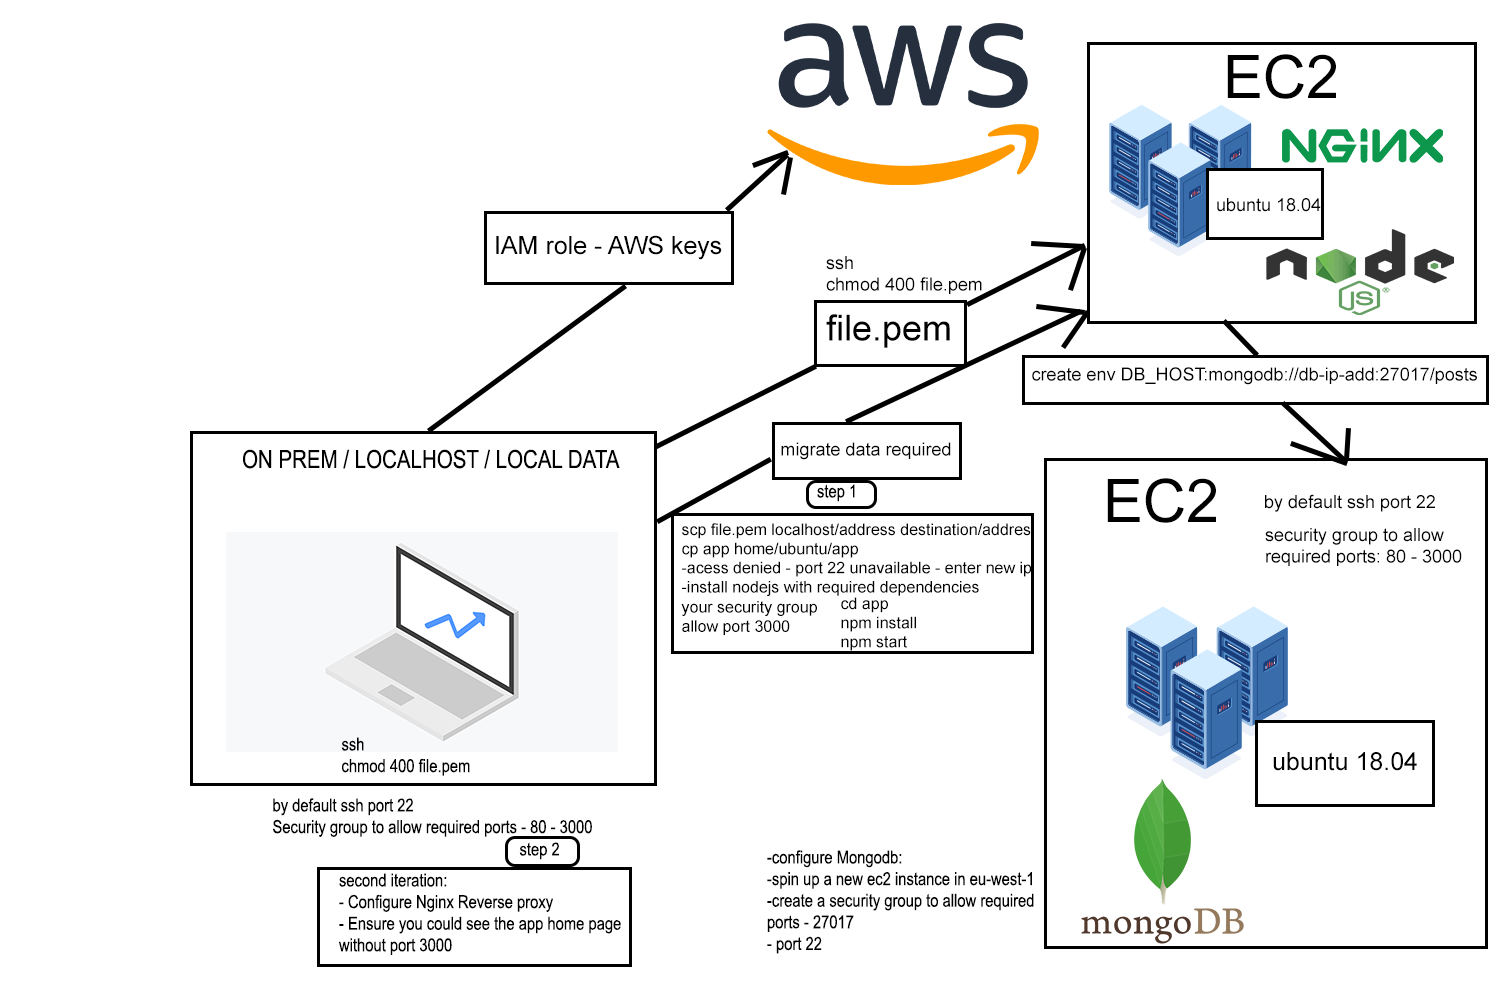 aws
EC2
NGINX
ubuntu 18.04
node
JS
IAM role - AWS keys
ssh
chmod 400 file.pem
file.pem
create env DB_HOST:mongodb://db-ip-add:27017/posts
ON PREM / LOCALHOST / LOCAL DATA
migrate data required
step 1
scp file.pem localhost/address destination/addres
cp app home/ubuntu/app
-acess denied - port 22 unavailable - enter new ip
-install nodejs with required dependencies
your security group
allow port 3000
cd app
npm install
npm start
EC2
by default ssh port 22
security group to allow
required ports: 80 - 3000
ubuntu 18.04
mongoDB
ssh
chmod 400 file.pem
by default ssh port 22
Security group to allow required ports - 80 - 3000
step 2
second iteration:
- Configure Nginx Reverse proxy
- Ensure you could see the app home page
without port 3000
-configure Mongodb:
-spin up a new ec2 instance in eu-west-1
-create a security group to allow required
ports - 27017
- port 22